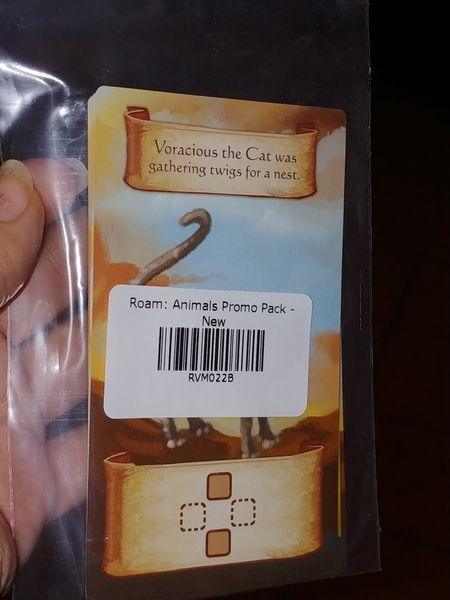 Voracious the Cat was
gathering twigs for a nest.
Roam: Animals Promo Pack -
New
RVM022B